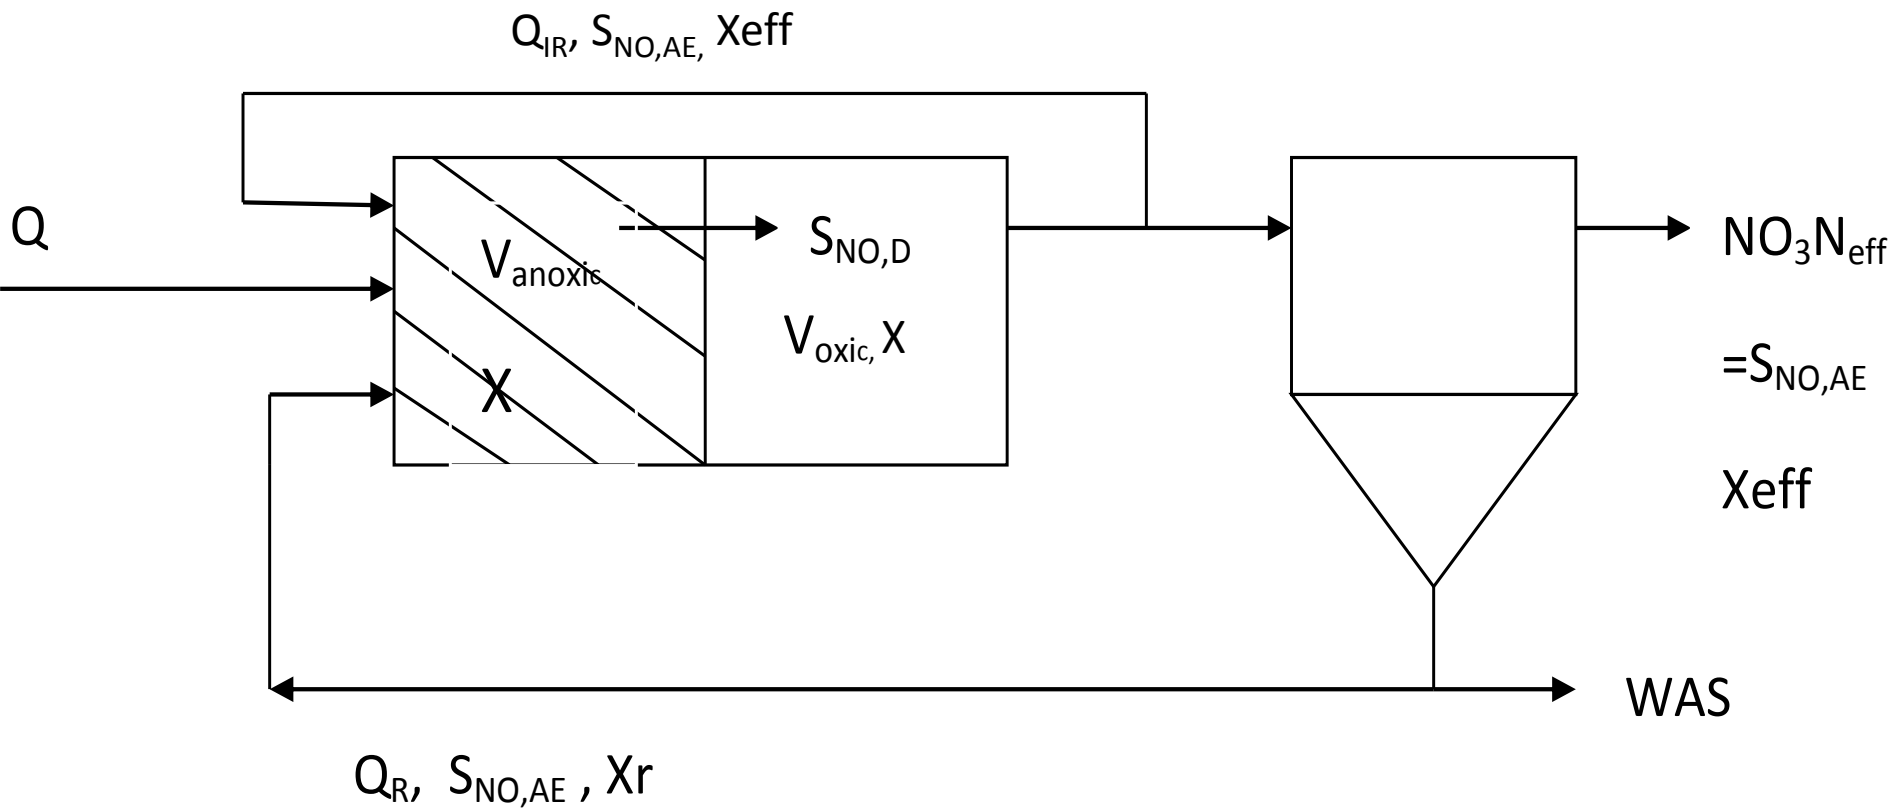 Q_IR, S_NO,AE, Xeff
Q
V_anoxic
X
S_NO,D
V_oxic, X
NO₃N_eff
=S_NO,AE
Xeff
WAS
Q_R, S_NO,AE , Xr